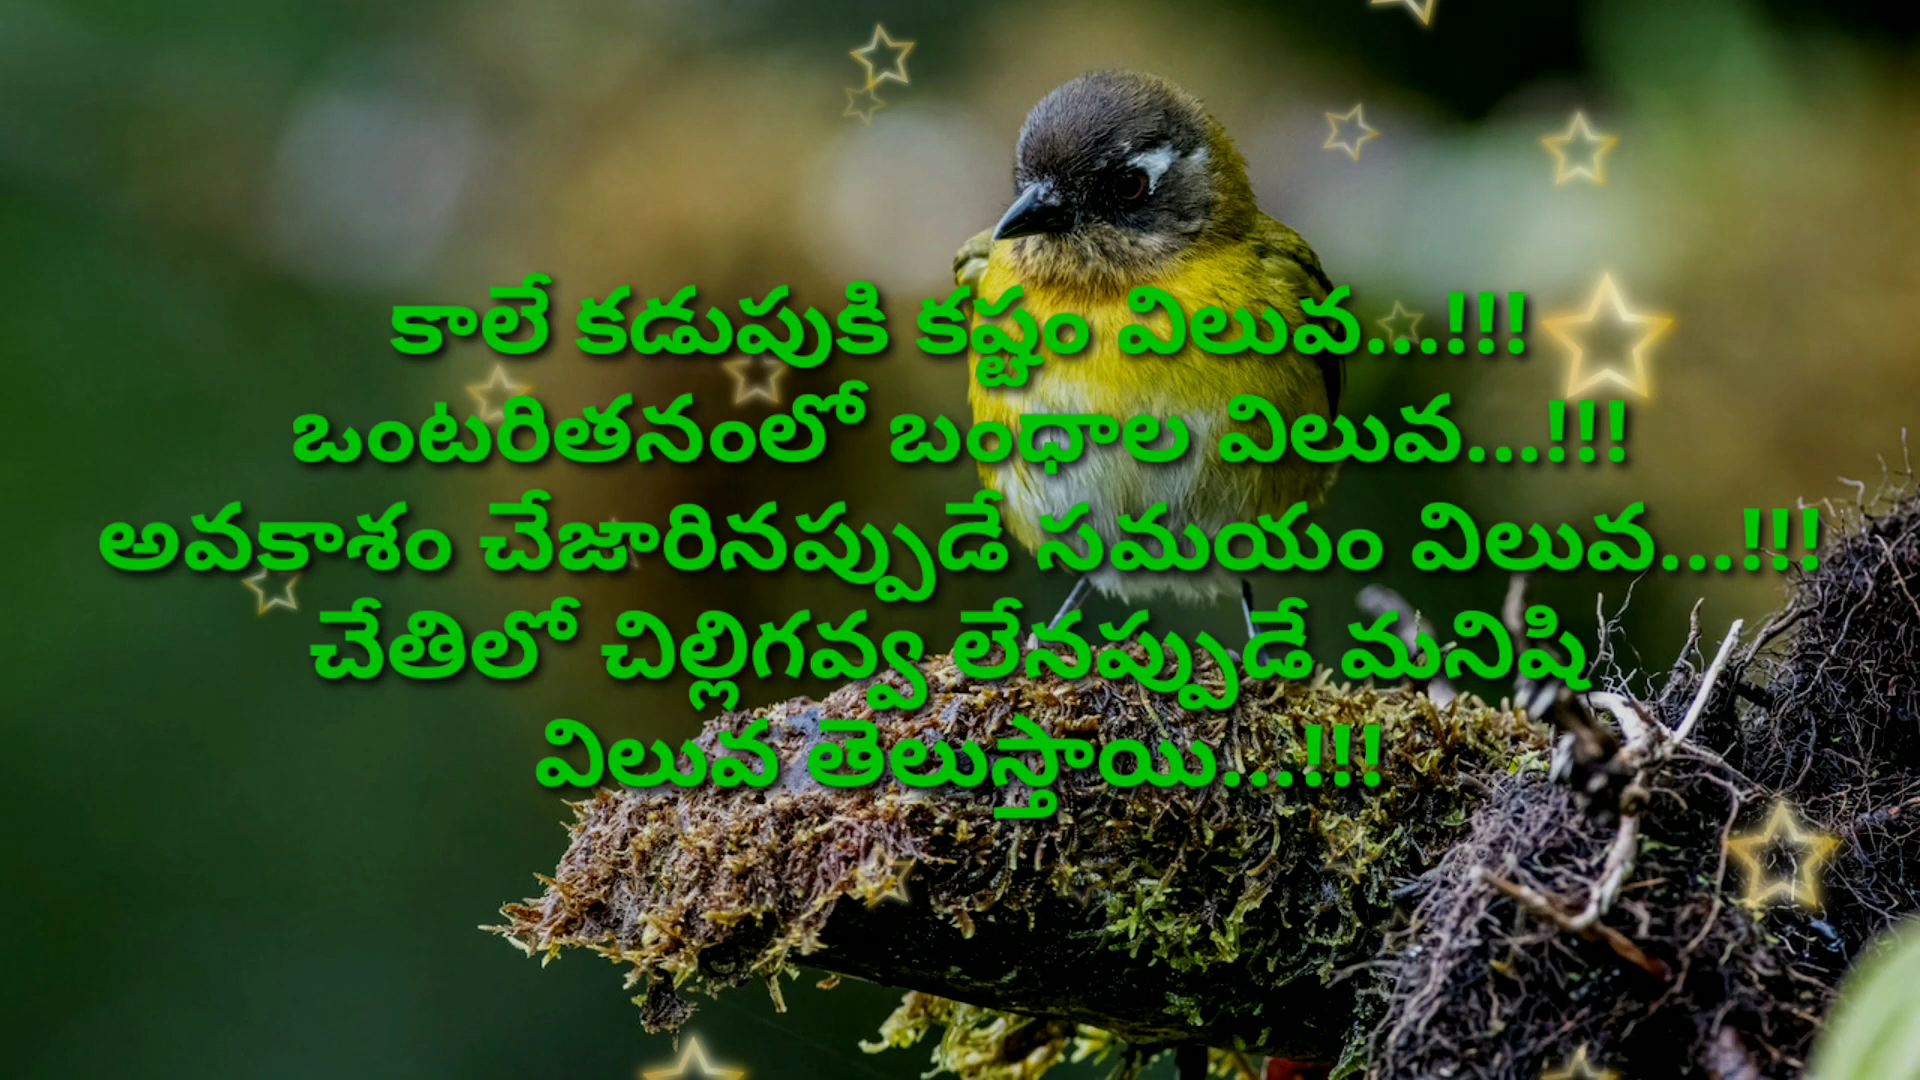 కాలే కడుపుకి కష్టం విలువ...!!!
ఒంటరితనంలో బంధాల విలువ...!!!
అవకాశం చేజారినప్పుడే సమయం విలువ...!!!
చేతిలో చిల్లిగవ్వ లేనప్పుడే మనిషి
విలువ తెలుస్తాయి...!!!